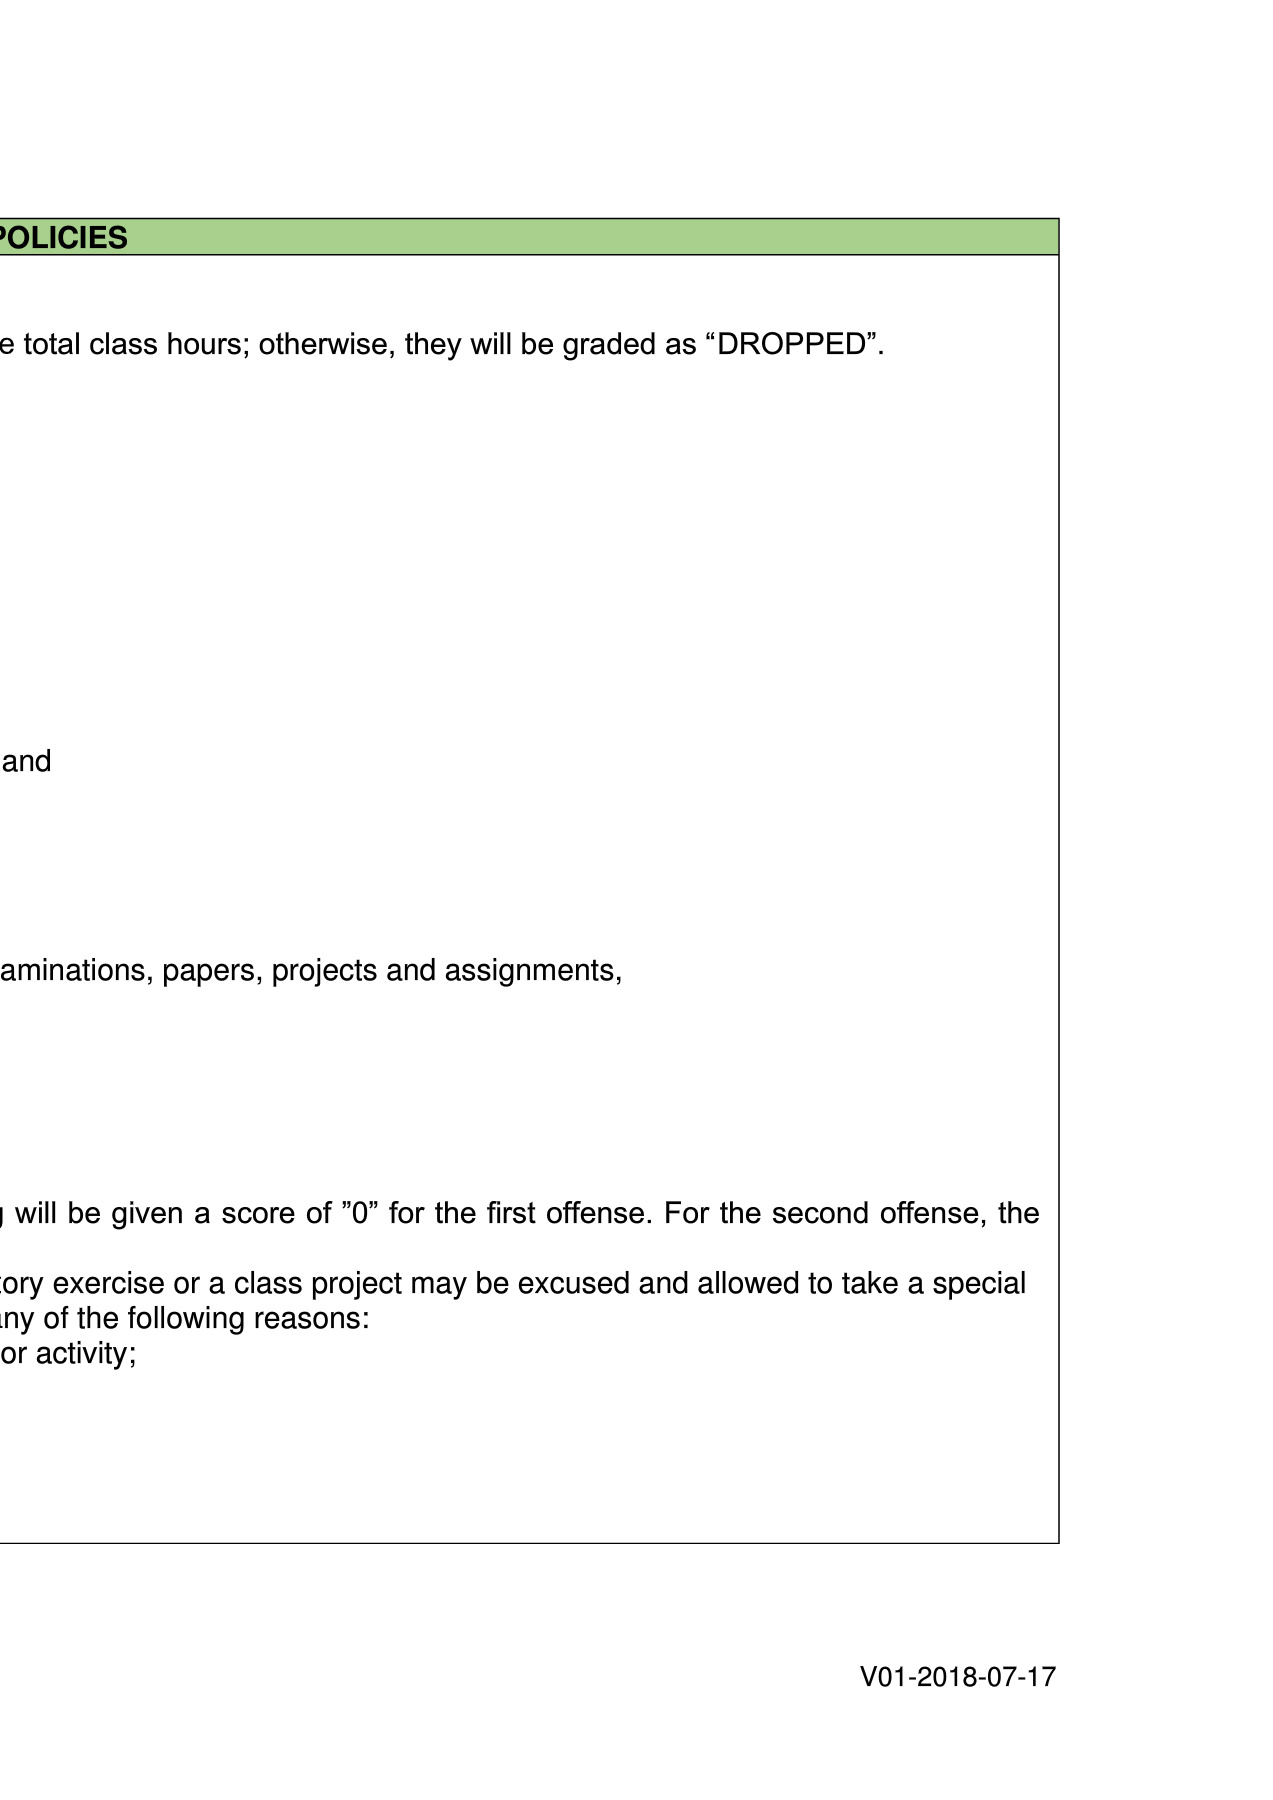 POLICIES
e total class hours; otherwise, they will be graded as “DROPPED”.
and
aminations, papers, projects and assignments,
g will be given a score of ”0” for the first offense. For the second offense, the
tory exercise or a class project may be excused and allowed to take a special
any of the following reasons:
or activity;
V01-2018-07-17